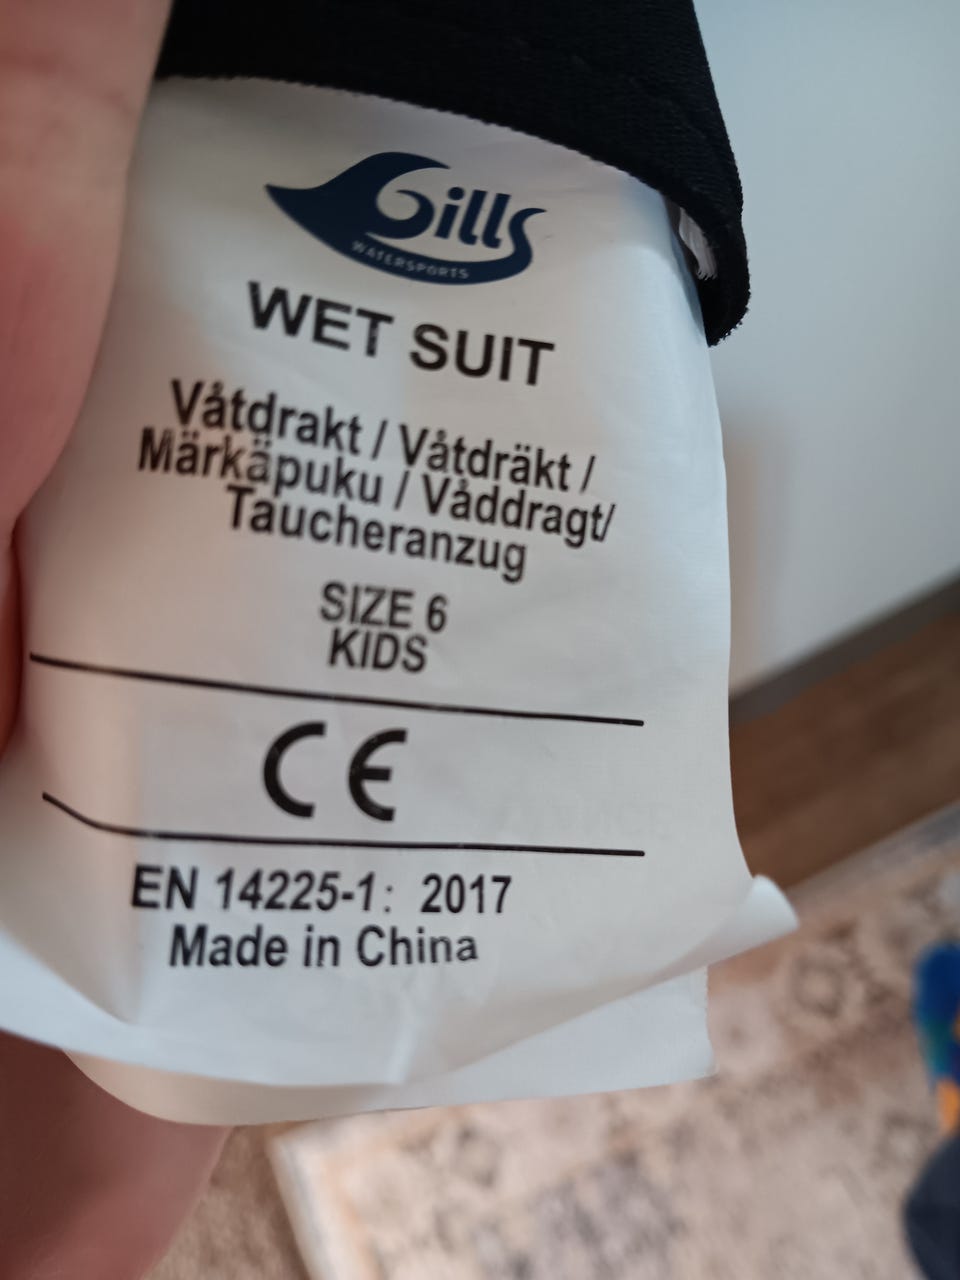 Gills
WATERSPORTS
WET SUIT
Våtdrakt / Våtdräkt /
Märkäpuku / Våddragt/
Taucheranzug
SIZE 6
KIDS
CE
EN 14225-1: 2017
Made in China